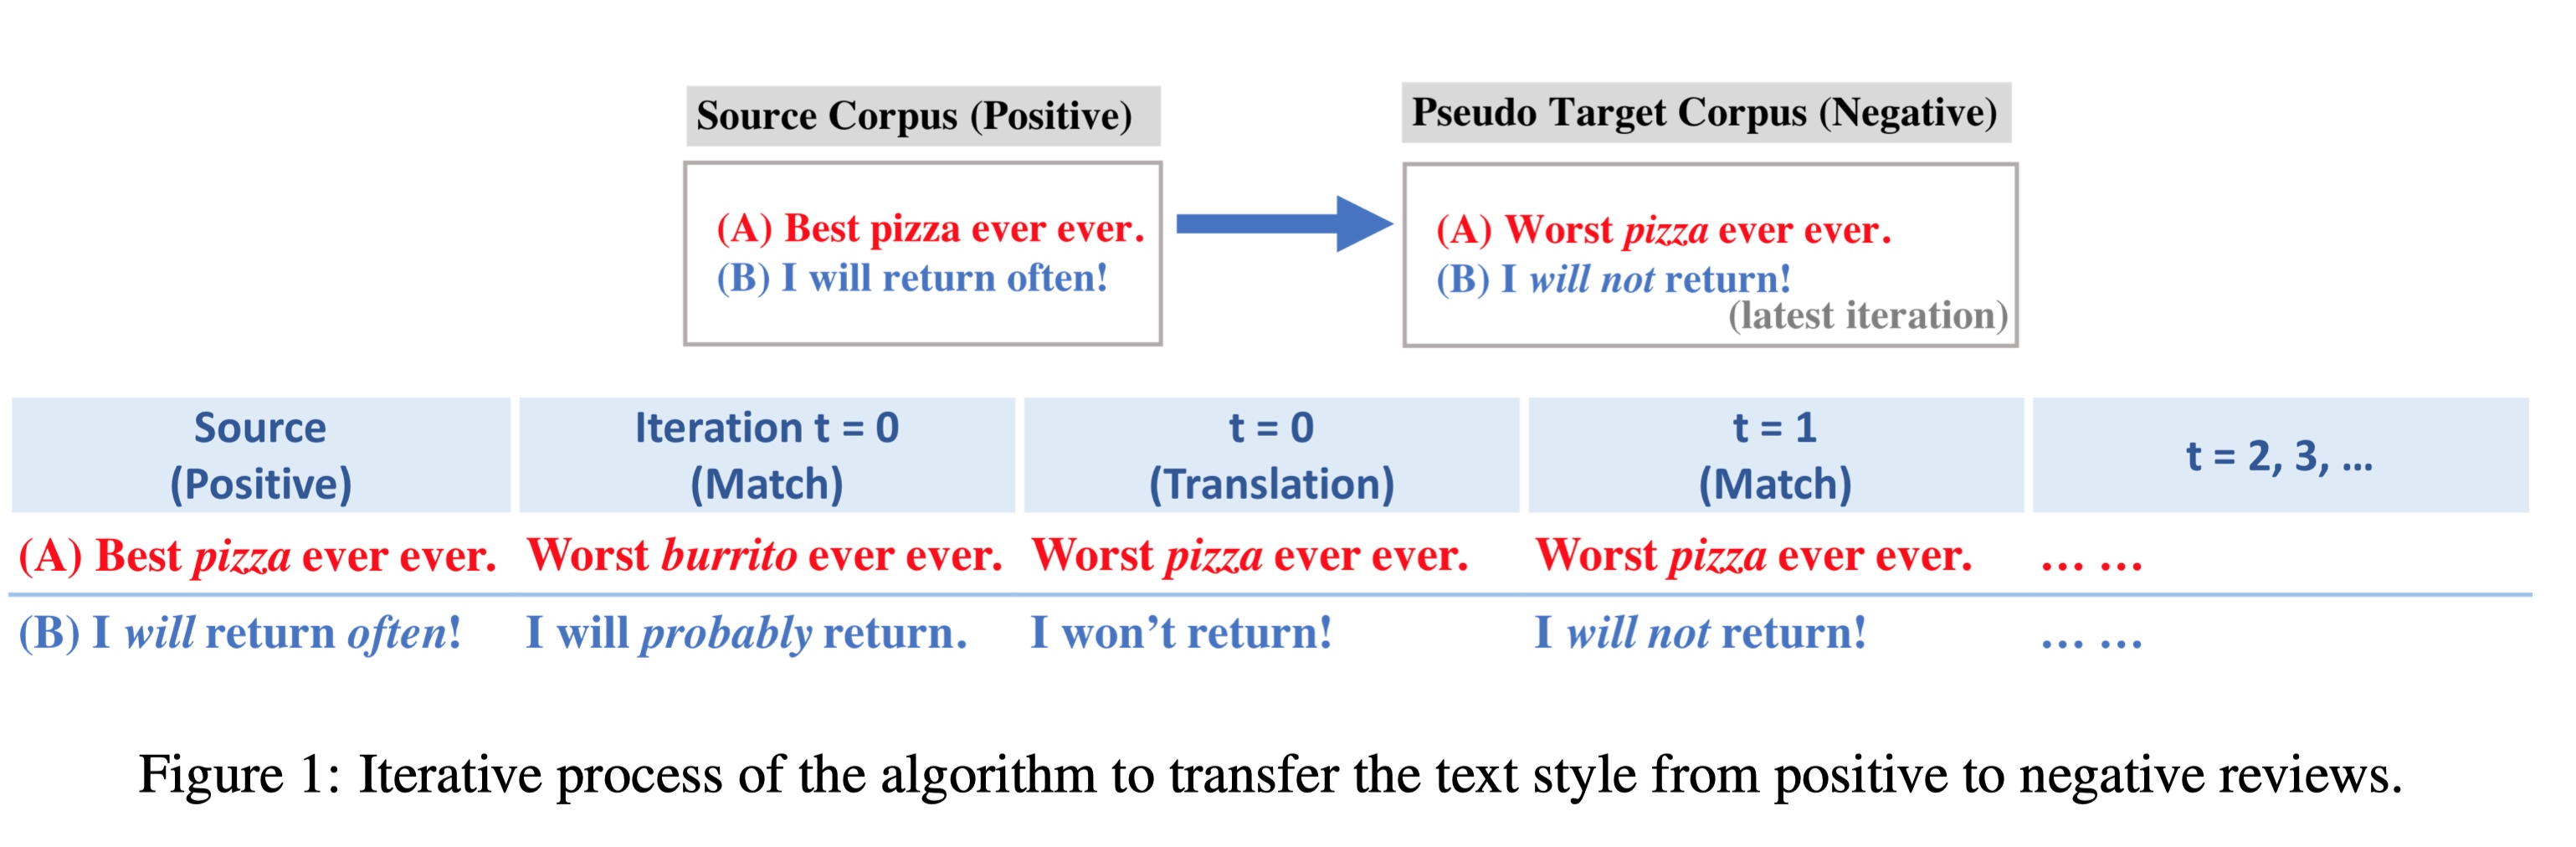 Source Corpus (Positive)
Pseudo Target Corpus (Negative)
(A) Best pizza ever ever.
(B) I will return often!
(A) Worst pizza ever ever.
(B) I will not return!
(latest iteration)
Source
(Positive)
Iteration t = 0
(Match)
t = 0
(Translation)
t = 1
(Match)
t = 2, 3, ...
(A) Best pizza ever ever.
Worst burrito ever ever.
Worst pizza ever ever.
Worst pizza ever ever.
... ...
(B) I will return often!
I will probably return.
I won't return!
I will not return!
... ...
Figure 1: Iterative process of the algorithm to transfer the text style from positive to negative reviews.